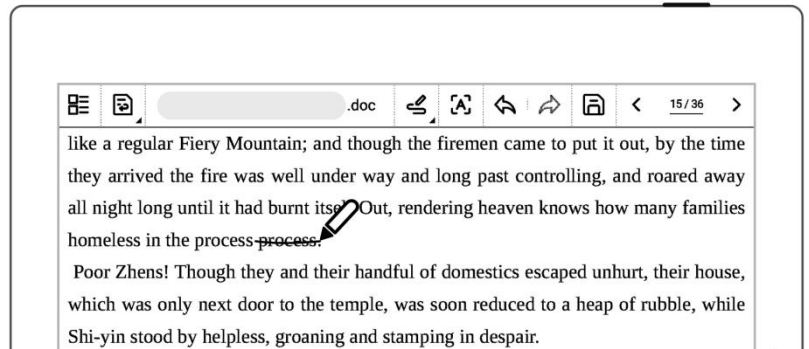 .doc
15/36
like a regular Fiery Mountain; and though the firemen came to put it out, by the time
they arrived the fire was well under way and long past controlling, and roared away
all night long until it had burnt Out, rendering heaven knows how many families
homeless in the process process.
Poor Zhens! Though they and their handful of domestics escaped unhurt, their house,
which was only next door to the temple, was soon reduced to a heap of rubble, while
Shi-yin stood by helpless, groaning and stamping in despair.